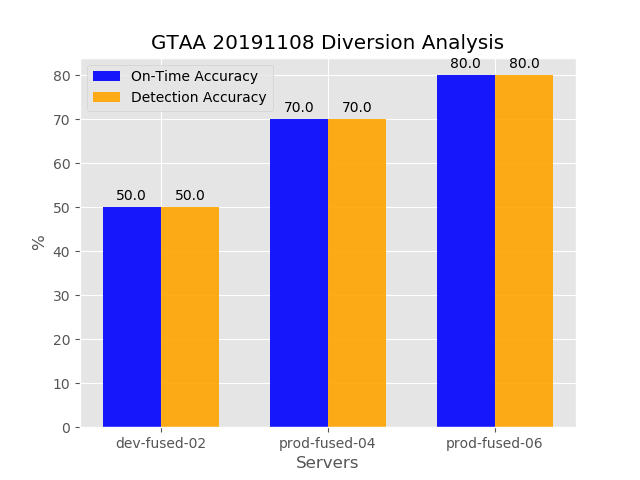 GTAA 20191108 Diversion Analysis
On-Time Accuracy
Detection Accuracy
80.0 80.0
70.0 70.0
50.0 50.0
80
70
60
50
40
30
20
10
0
%
dev-fused-02 prod-fused-04 prod-fused-06
Servers